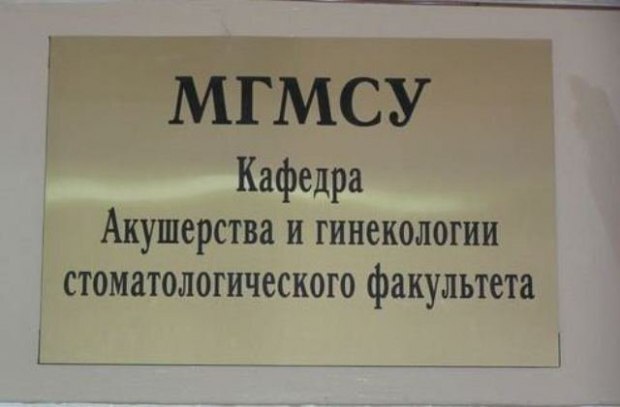 МГМСУ
Кафедра
Акушерства и гинекологии
стоматологического факультета